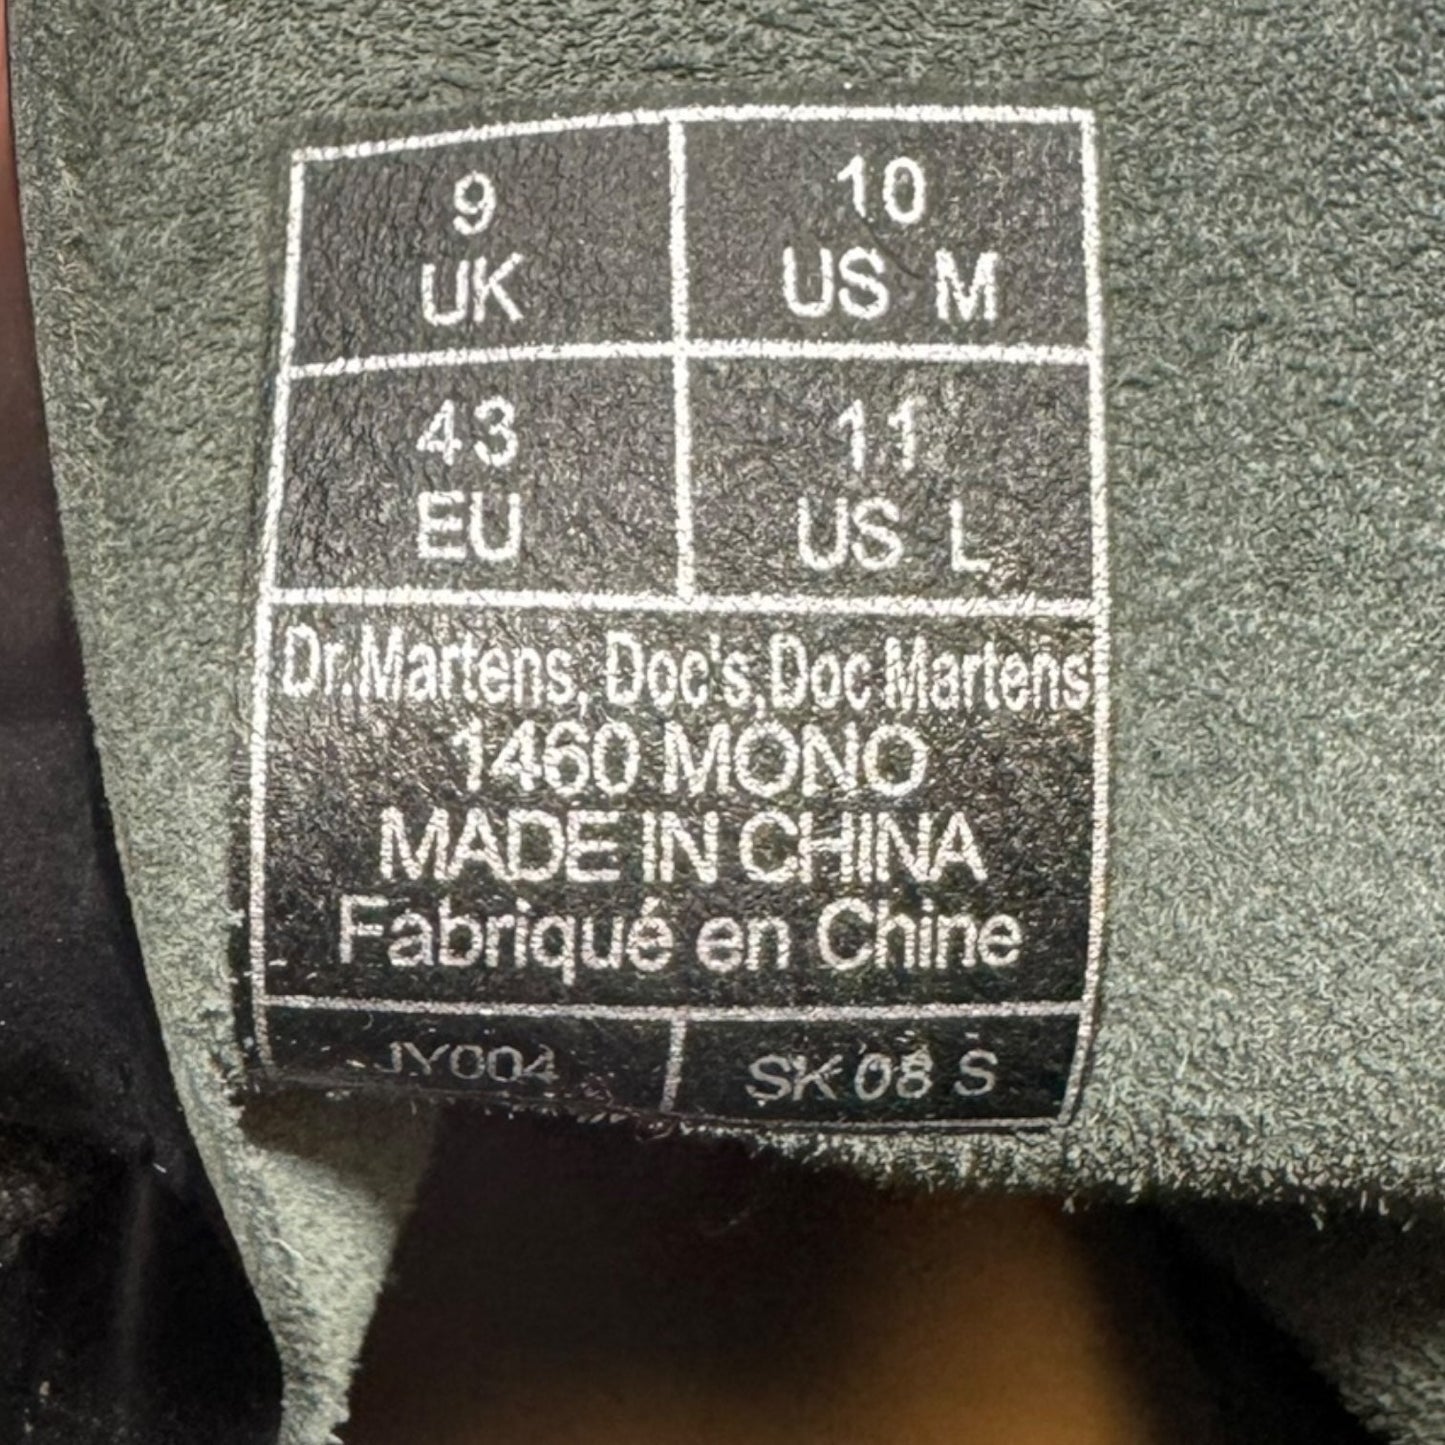 9 10
UK US M
43 11
EU US L
Dr.Martens, Doc's,Doc Martens
1460 MONO
MADE IN CHINA
Fabriqué en Chine
JY004 SK 08 S